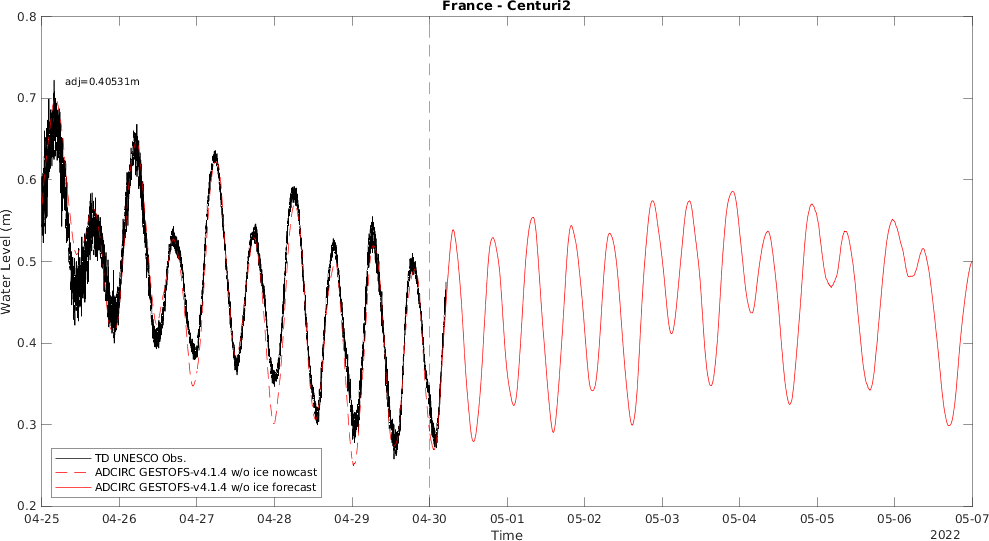 France - Centuri2
0.8
0.7
0.6
0.5
0.4
0.3
0.2
Water Level (m)
adj=0.40531m
TD UNESCO Obs.
ADCIRC GESTOFS-v4.1.4 w/o ice nowcast
ADCIRC GESTOFS-v4.1.4 w/o ice forecast
04-25 04-26 04-27 04-28 04-29 04-30 05-01 05-02 05-03 05-04 05-05 05-06 05-07
Time
2022